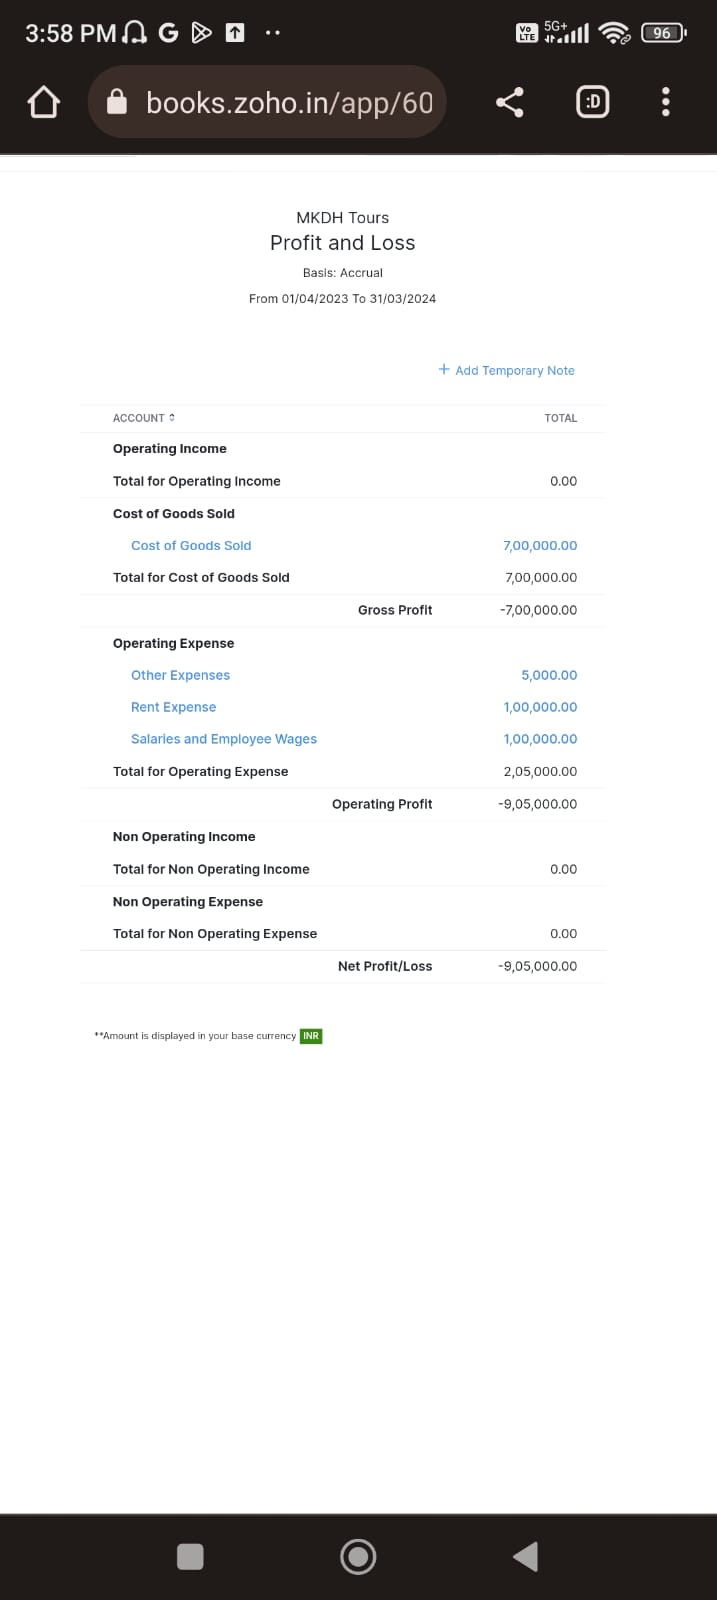 3:58 PM
Vo LTE 5G+ 96
books.zoho.in/app/60
:D
MKDH Tours
Profit and Loss
Basis: Accrual
From 01/04/2023 To 31/03/2024
+ Add Temporary Note
ACCOUNT TOTAL
Operating Income
Total for Operating Income 0.00
Cost of Goods Sold
Cost of Goods Sold 7,00,000.00
Total for Cost of Goods Sold 7,00,000.00
Gross Profit -7,00,000.00
Operating Expense
Other Expenses 5,000.00
Rent Expense 1,00,000.00
Salaries and Employee Wages 1,00,000.00
Total for Operating Expense 2,05,000.00
Operating Profit -9,05,000.00
Non Operating Income
Total for Non Operating Income 0.00
Non Operating Expense
Total for Non Operating Expense 0.00
Net Profit/Loss -9,05,000.00
**Amount is displayed in your base currency INR